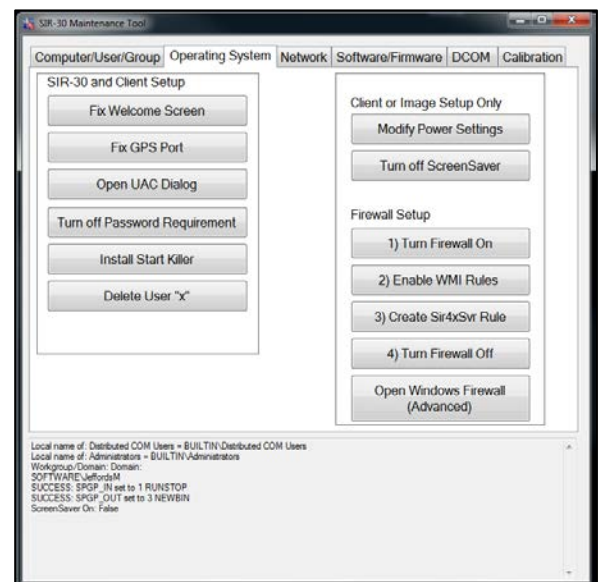 SIR-30 Maintenance Tool
Computer/User/Group Operating System Network Software/Firmware DCOM Calibration
SIR-30 and Client Setup
Fix Welcome Screen
Fix GPS Port
Open UAC Dialog
Turn off Password Requirement
Install Start Killer
Delete User "x"
Client or Image Setup Only
Modify Power Settings
Turn off ScreenSaver
Firewall Setup
1) Turn Firewall On
2) Enable WMI Rules
3) Create Sir4xSvr Rule
4) Turn Firewall Off
Open Windows Firewall
(Advanced)
Local name of: Distributed COM Users = BUILTIN\Distributed COM Users
Local name of: Administrators = BUILTIN\Administrators
Workgroup/Domain: Domain:
SOFTWARE\JeffordsM
SUCCESS: SPGP_IN set to 1 RUNSTOP
SUCCESS: SPGP_OUT set to 3 NEWBIN
ScreenSaver On: False